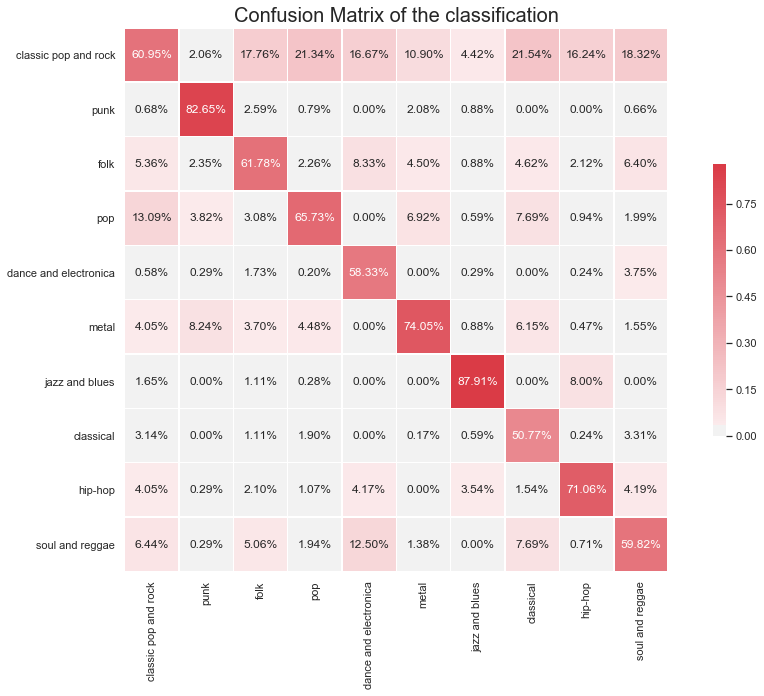 Confusion Matrix of the classification
classic pop and rock 60.95% 2.06% 17.76% 21.34% 16.67% 10.90% 4.42% 21.54% 16.24% 18.32%
punk 0.68% 82.65% 2.59% 0.79% 0.00% 2.08% 0.88% 0.00% 0.00% 0.66%
folk 5.36% 2.35% 61.78% 2.26% 8.33% 4.50% 0.88% 4.62% 2.12% 6.40%
pop 13.09% 3.82% 3.08% 65.73% 0.00% 6.92% 0.59% 7.69% 0.94% 1.99%
dance and electronica 0.58% 0.29% 1.73% 0.20% 58.33% 0.00% 0.29% 0.00% 0.24% 3.75%
metal 4.05% 8.24% 3.70% 4.48% 0.00% 74.05% 0.88% 6.15% 0.47% 1.55%
jazz and blues 1.65% 0.00% 1.11% 0.28% 0.00% 0.00% 87.91% 0.00% 8.00% 0.00%
classical 3.14% 0.00% 1.11% 1.90% 0.00% 0.17% 0.59% 50.77% 0.24% 3.31%
hip-hop 4.05% 0.29% 2.10% 1.07% 4.17% 0.00% 3.54% 1.54% 71.06% 4.19%
soul and reggae 6.44% 0.29% 5.06% 1.94% 12.50% 1.38% 0.00% 7.69% 0.71% 59.82%
classic pop and rock
punk
folk
pop
dance and electronica
metal
jazz and blues
classical
hip-hop
soul and reggae
0.75
0.60
0.45
0.30
0.15
0.00